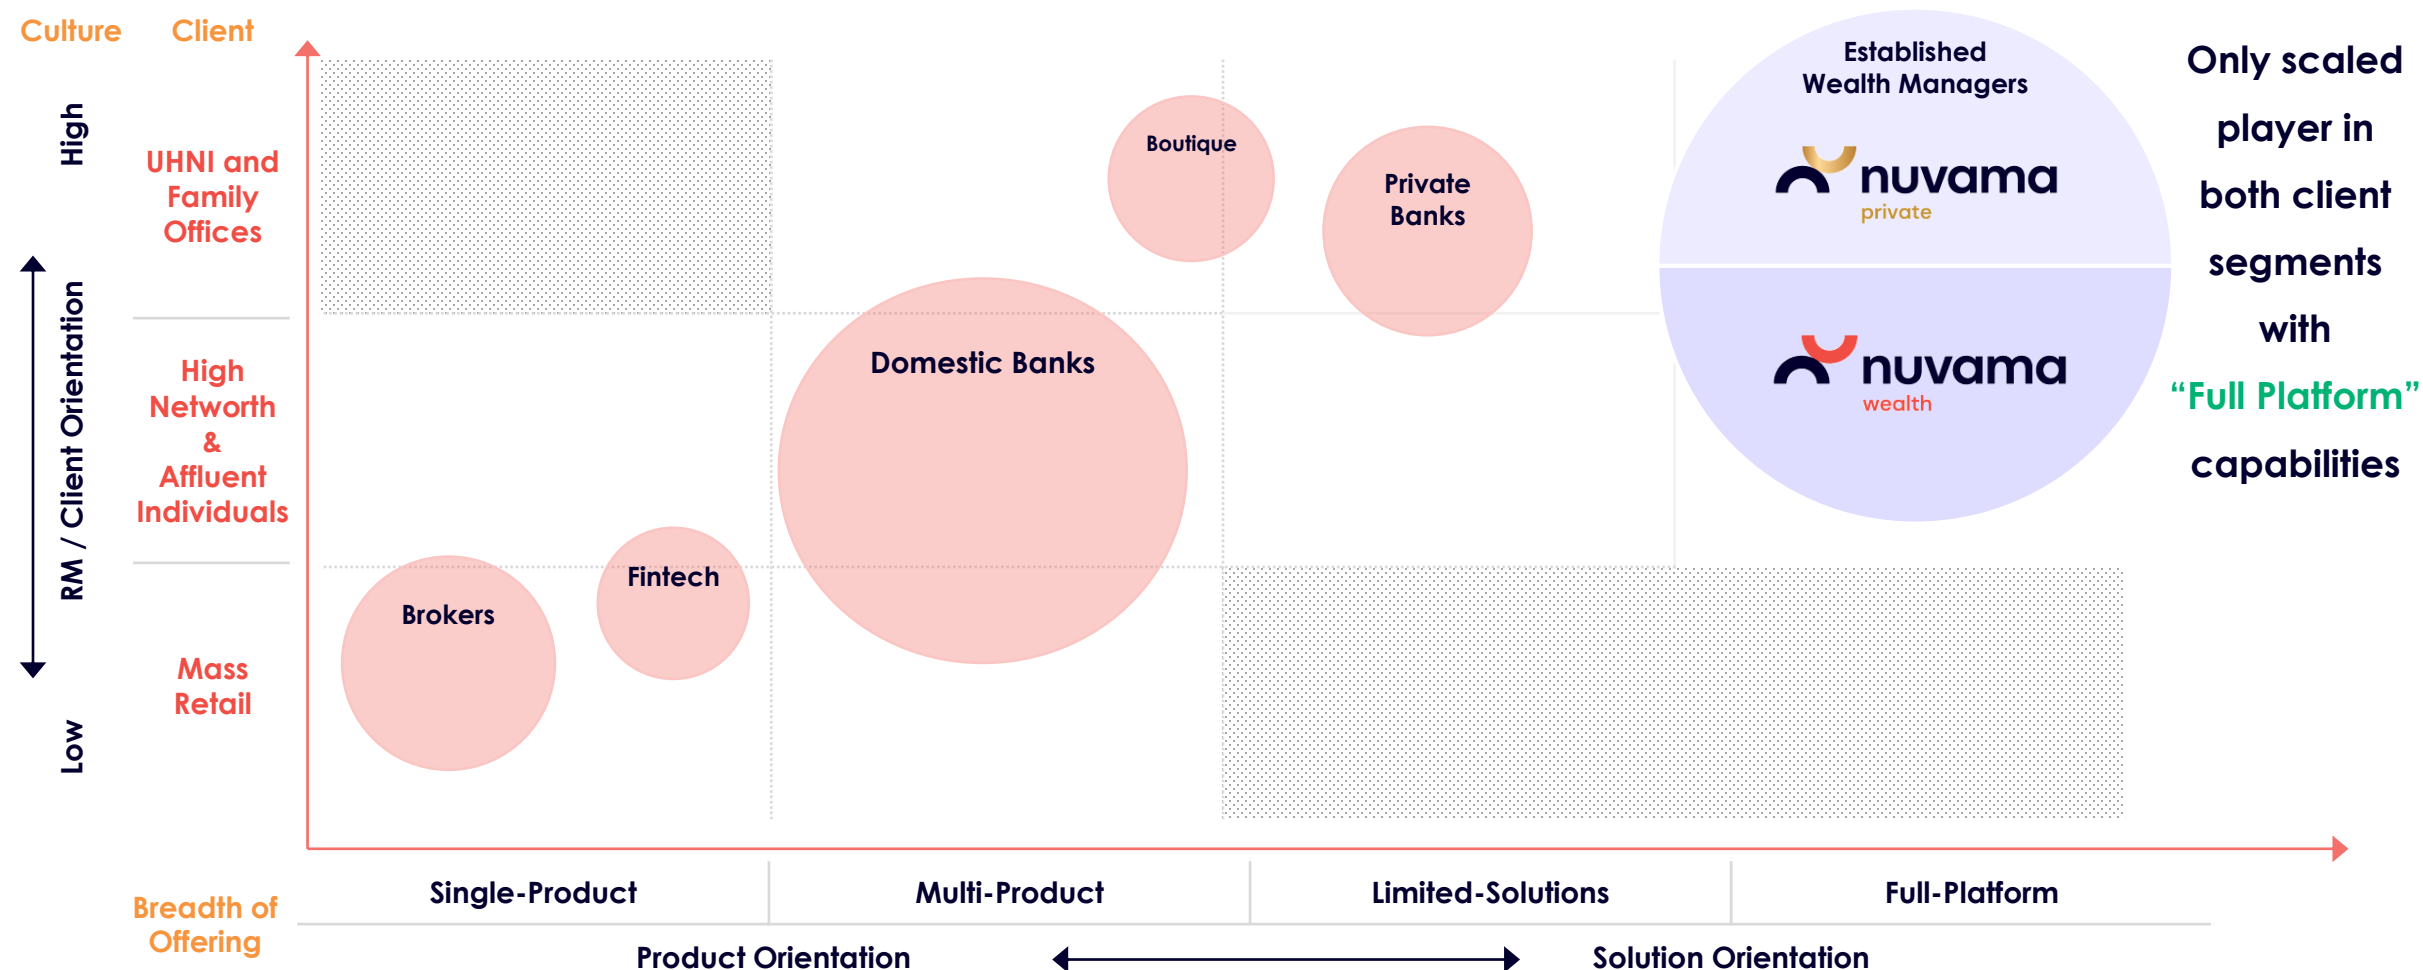 Culture
Client
High
RM / Client Orientation
Low
UHNI and
Family
Offices
High
Networth
&
Affluent
Individuals
Mass
Retail
Boutique
Private
Banks
Domestic Banks
Fintech
Brokers
Established
Wealth Managers
nuvama
private
nuvama
wealth
Only scaled
player in
both client
segments
with
“Full Platform”
capabilities
Breadth of
Offering
Single-Product
Multi-Product
Limited-Solutions
Full-Platform
Product Orientation
Solution Orientation